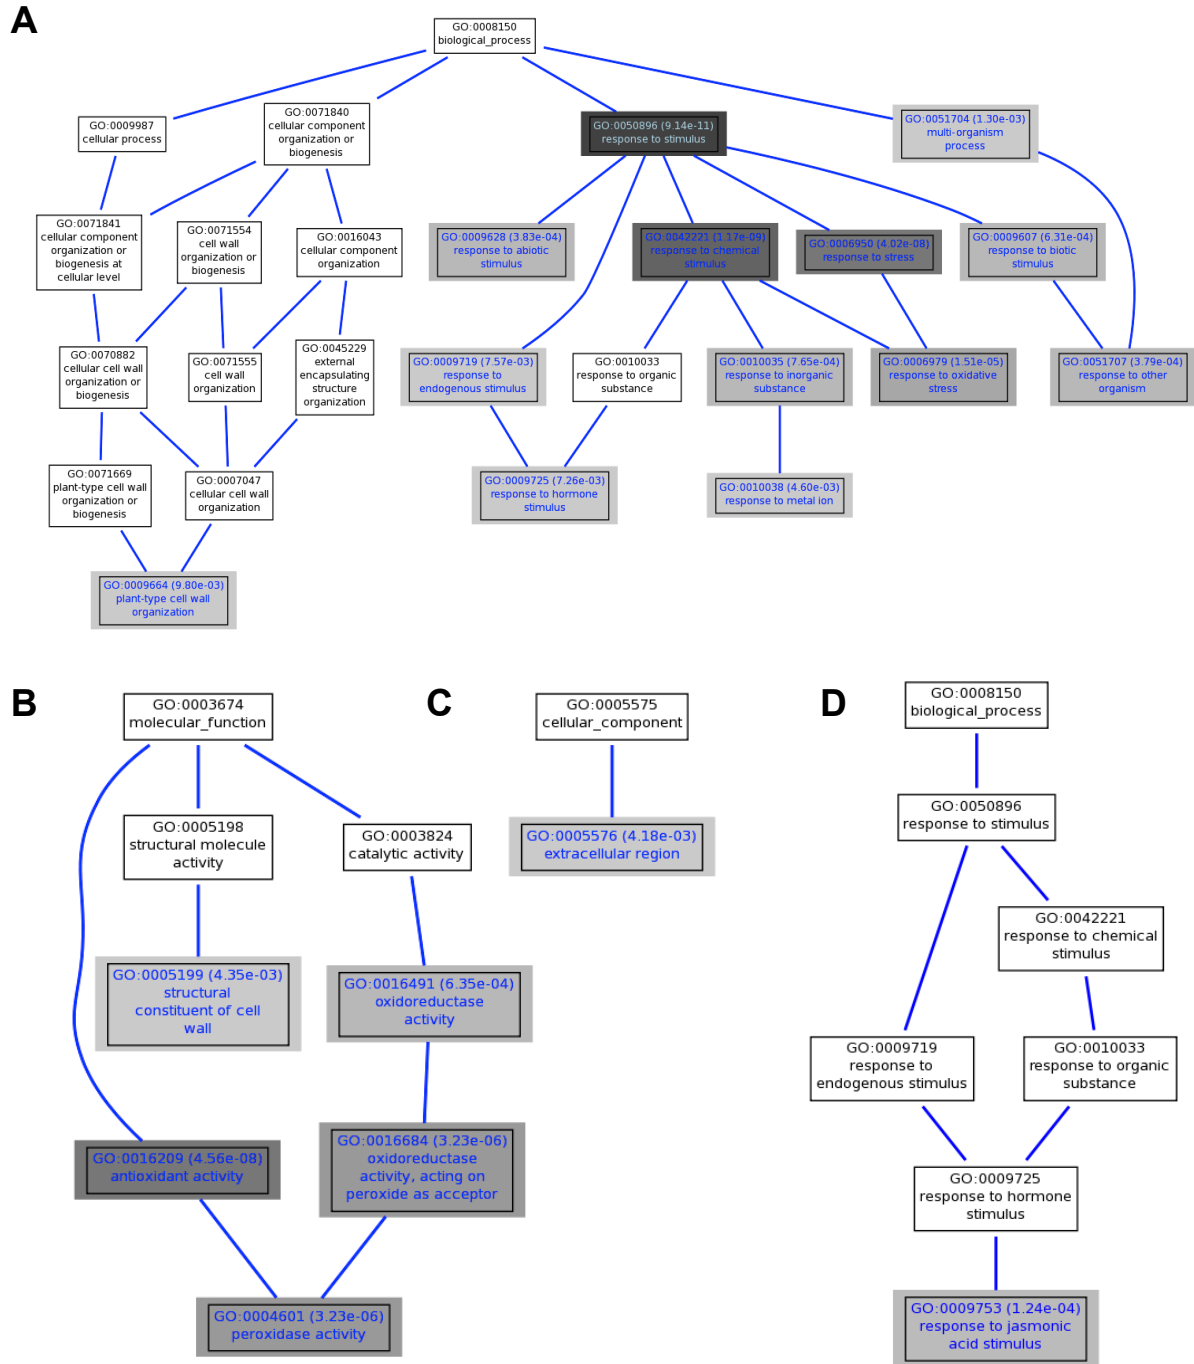 A
GO:0008150
biological_process
GO:0009987
cellular process
GO:0071840
cellular component
organization or
biogenesis
GO:0050896 (9.14e-11)
response to stimulus
GO:0051704 (1.30e-03)
multi-organism
process
GO:0071841
cellular component
organization or
biogenesis at
cellular level
GO:0071554
cell wall
organization or
biogenesis
GO:0016043
cellular component
organization
GO:0009628 (3.83e-04)
response to abiotic
stimulus
GO:0042221 (1.17e-09)
response to chemical
stimulus
GO:0006950 (4.02e-08)
response to stress
GO:0009607 (6.31e-04)
response to biotic
stimulus
GO:0070882
cellular cell wall
organization or
biogenesis
GO:0071555
cell wall
organization
GO:0045229
external
encapsulating
structure
organization
GO:0009719 (7.57e-03)
response to
endogenous stimulus
GO:0010033
response to organic
substance
GO:0010035 (7.65e-04)
response to inorganic
substance
GO:0006979 (1.51e-05)
response to oxidative
stress
GO:0051707 (3.79e-04)
response to other
organism
GO:0071669
plant-type cell wall
organization or
biogenesis
GO:0007047
cellular cell wall
organization
GO:0009725 (7.26e-03)
response to hormone
stimulus
GO:0010038 (4.60e-03)
response to metal ion
GO:0009664 (9.80e-03)
plant-type cell wall
organization
B
GO:0003674
molecular_function
GO:0005198
structural molecule
activity
GO:0003824
catalytic activity
GO:0005199 (4.35e-03)
structural
constituent of cell
wall
GO:0016491 (6.35e-04)
oxidoreductase
activity
GO:0016209 (4.56e-08)
antioxidant activity
GO:0016684 (3.23e-06)
oxidoreductase
activity, acting on
peroxide as acceptor
GO:0004601 (3.23e-06)
peroxidase activity
C
GO:0005575
cellular_component
GO:0005576 (4.18e-03)
extracellular region
D
GO:0008150
biological_process
GO:0050896
response to stimulus
GO:0042221
response to chemical
stimulus
GO:0009719
response to
endogenous stimulus
GO:0010033
response to organic
substance
GO:0009725
response to hormone
stimulus
GO:0009753 (1.24e-04)
response to jasmonic
acid stimulus